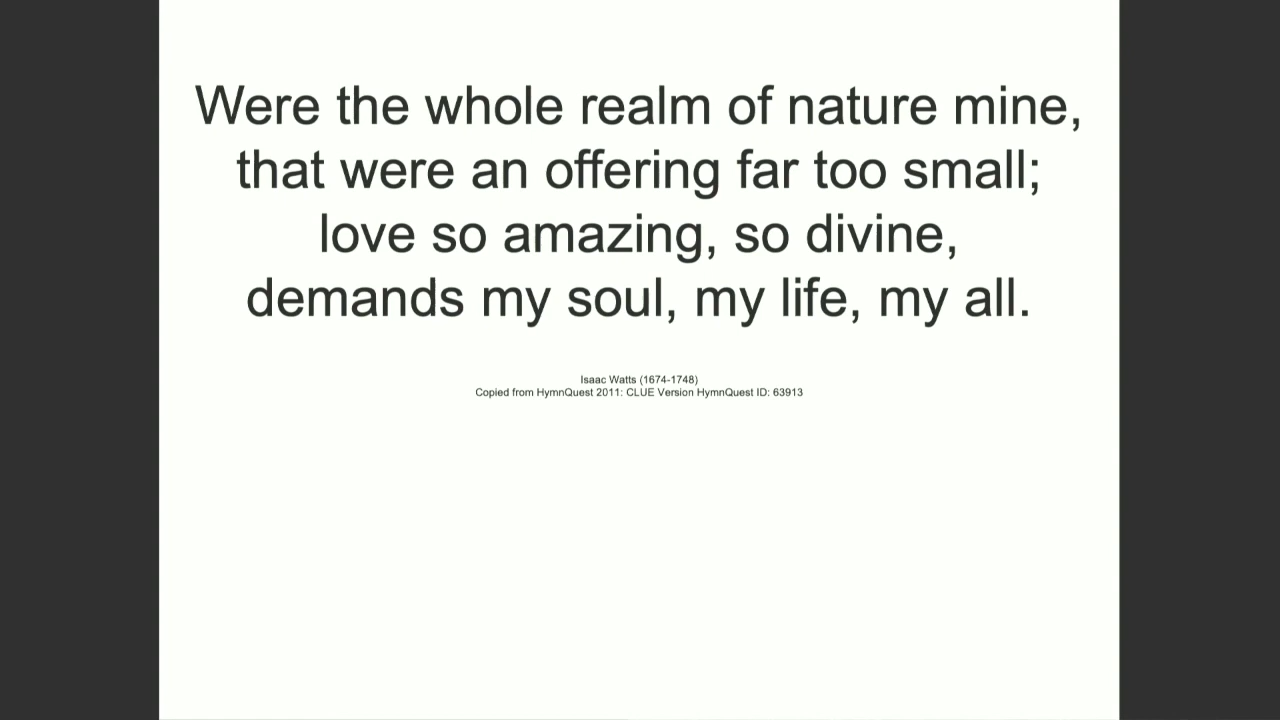 Were the whole realm of nature mine,
that were an offering far too small;
love so amazing, so divine,
demands my soul, my life, my all.
Isaac Watts (1674-1748)
Copied from HymnQuest 2011: CLUE Version HymnQuest ID: 63913